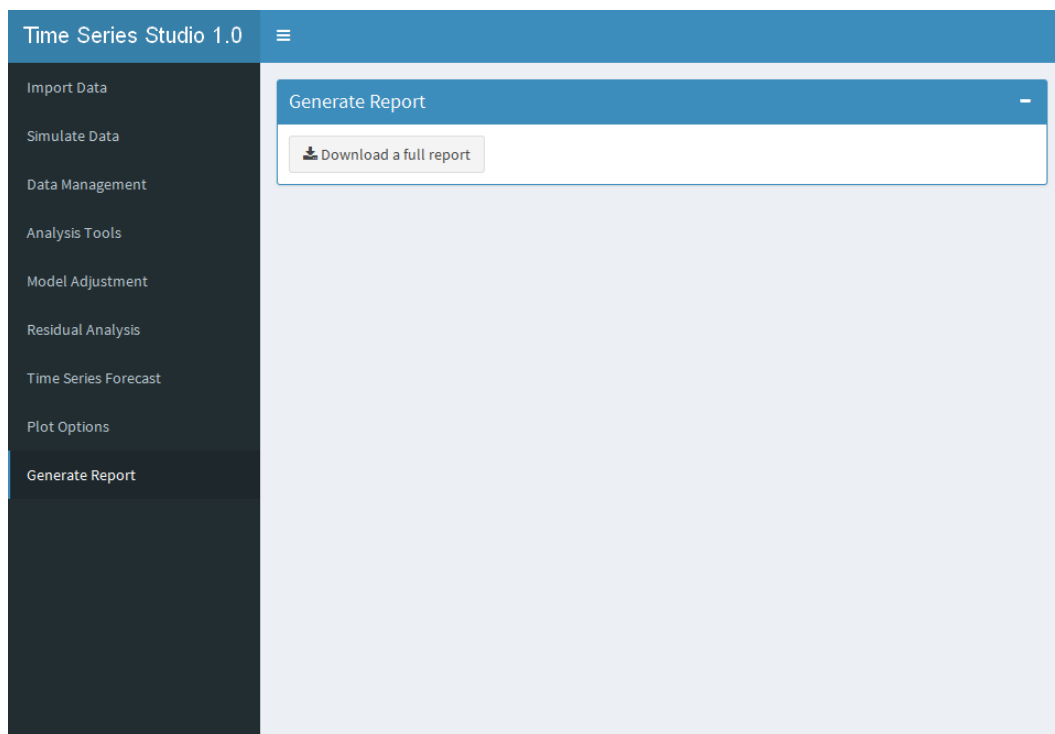 Time Series Studio 1.0
Import Data
Simulate Data
Data Management
Analysis Tools
Model Adjustment
Residual Analysis
Time Series Forecast
Plot Options
Generate Report
Generate Report
Download a full report